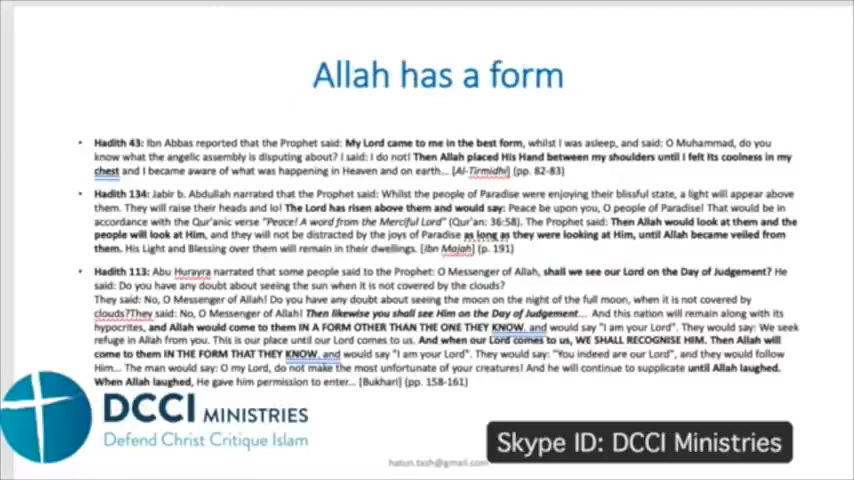 Allah has a form
• Hadith 43: Ibn Abbas reported that the Prophet said: My Lord came to me in the best form, whilst I was asleep, and said: O Muhammad, do you
know what the angelic assembly is disputing about? I said: I do not! Then Allah placed His Hand between my shoulders until I felt its coolness in my
chest and I became aware of what was happening in Heaven and on earth... [Al-Tirmidhi] (pp. 82-83)
• Hadith 134: Jabir b. Abdullah narrated that the Prophet said: Whilst the people of Paradise were enjoying their blissful state, a light will appear above
them. They will raise their heads and lo! The Lord has risen above them and would say: Peace be upon you, O people of Paradise! That would be in
accordance with the Qur'anic verse "Peace! A word from the Merciful Lord" (Qur'an: 36:58). The Prophet said: Then Allah would look at them and the
people will look at Him, and they will not be distracted by the joys of Paradise as long as they were looking at Him, until Allah became veiled from
them. His Light and Blessing over them will remain in their dwellings. [Ibn Majah] (p. 191)
• Hadith 113: Abu Hurayra narrated that some people said to the Prophet: O Messenger of Allah, shall we see our Lord on the Day of Judgement? He
said: Do you have any doubt about seeing the sun when it is not covered by the clouds?
They said: No, O Messenger of Allah! Do you have any doubt about seeing the moon on the night of the full moon, when it is not covered by
clouds?They said: No, O Messenger of Allah! Then likewise you shall see Him on the Day of Judgement... And this nation will remain along with its
hypocrites, and Allah would come to them IN A FORM OTHER THAN THE ONE THEY KNOW, and would say "I am your Lord". They would say: We seek
refuge in Allah from you. This is our place until our Lord comes to us. And when our Lord comes to us, WE SHALL RECOGNISE HIM. Then Allah will
come to them IN THE FORM THAT THEY KNOW, and would say "I am your Lord". They would say: "You indeed are our Lord", and they would follow
Him... The man would say: O my Lord, do not make the most unfortunate of your creatures! And he will continue to supplicate until Allah laughed.
When Allah laughed, He gave him permission to enter... [Bukhari] (pp. 158-161)
DCCI MINISTRIES
Defend Christ Critique Islam
Skype ID: DCCI Ministries
hatun.tash@gmail.com